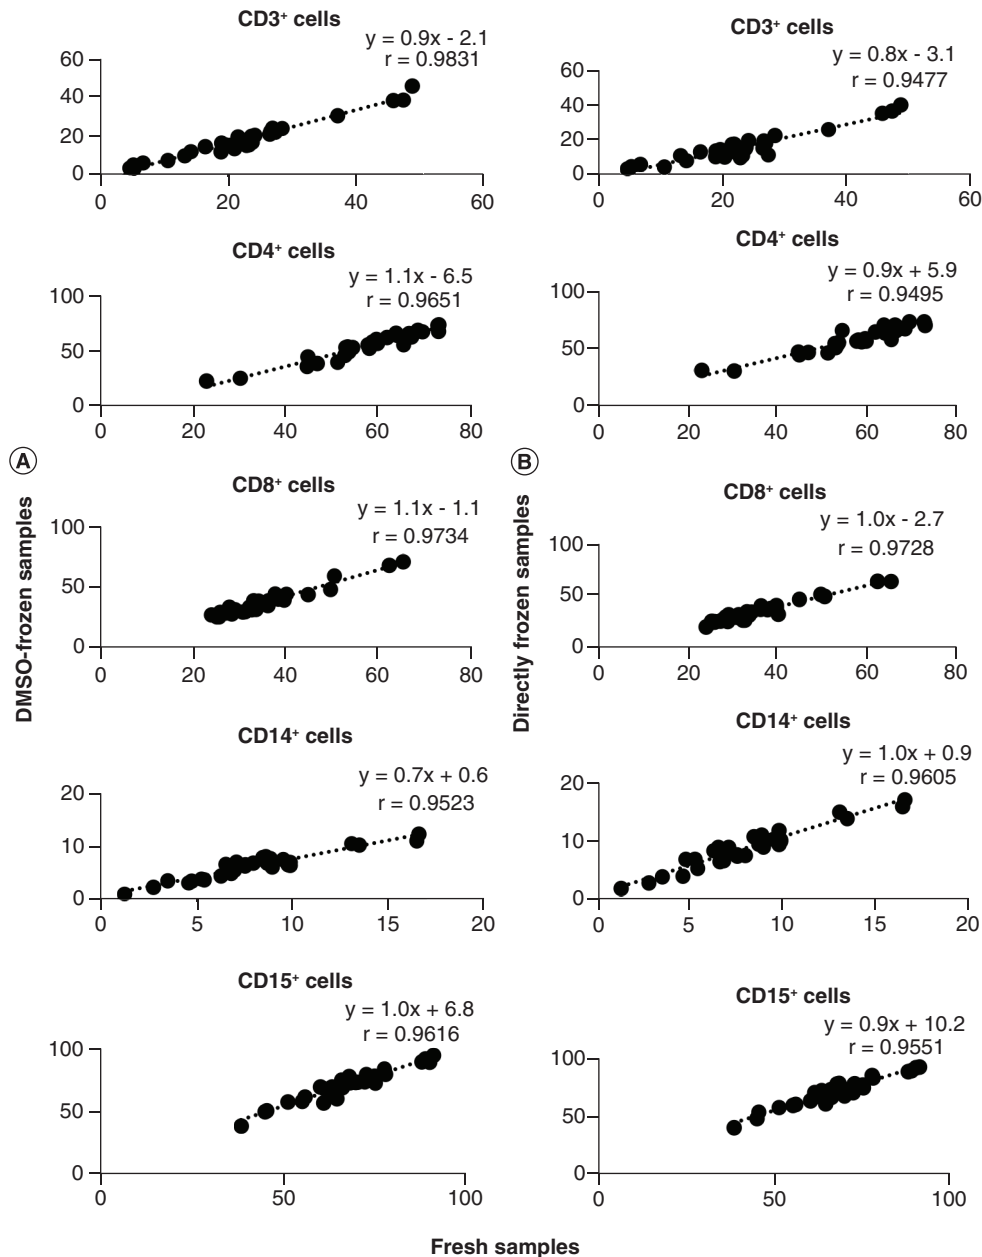 CD3+ cells
y = 0.9x - 2.1
r = 0.9831
60
40
20
0
0 20 40 60
CD4+ cells
y = 1.1x - 6.5
r = 0.9651
100
50
0
0 20 40 60 80
A
DMSO-frozen samples
CD8+ cells
y = 1.1x - 1.1
r = 0.9734
100
50
0
0 20 40 60 80
CD14+ cells
y = 0.7x + 0.6
r = 0.9523
20
10
0
0 5 10 15 20
CD15+ cells
y = 1.0x + 6.8
r = 0.9616
100
50
0
0 50 100
CD3+ cells
y = 0.8x - 3.1
r = 0.9477
60
40
20
0
0 20 40 60
CD4+ cells
y = 0.9x + 5.9
r = 0.9495
100
50
0
0 20 40 60 80
B
Directly frozen samples
CD8+ cells
y = 1.0x - 2.7
r = 0.9728
100
50
0
0 20 40 60 80
CD14+ cells
y = 1.0x + 0.9
r = 0.9605
20
10
0
0 5 10 15 20
CD15+ cells
y = 0.9x + 10.2
r = 0.9551
100
50
0
0 50 100
Fresh samples